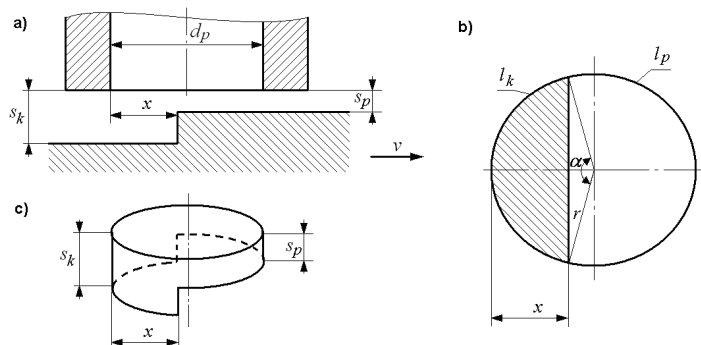 a)
d_p
s_k
x
s_p
v
b)
l_k
l_p
α
r
x
c)
s_k
s_p
x